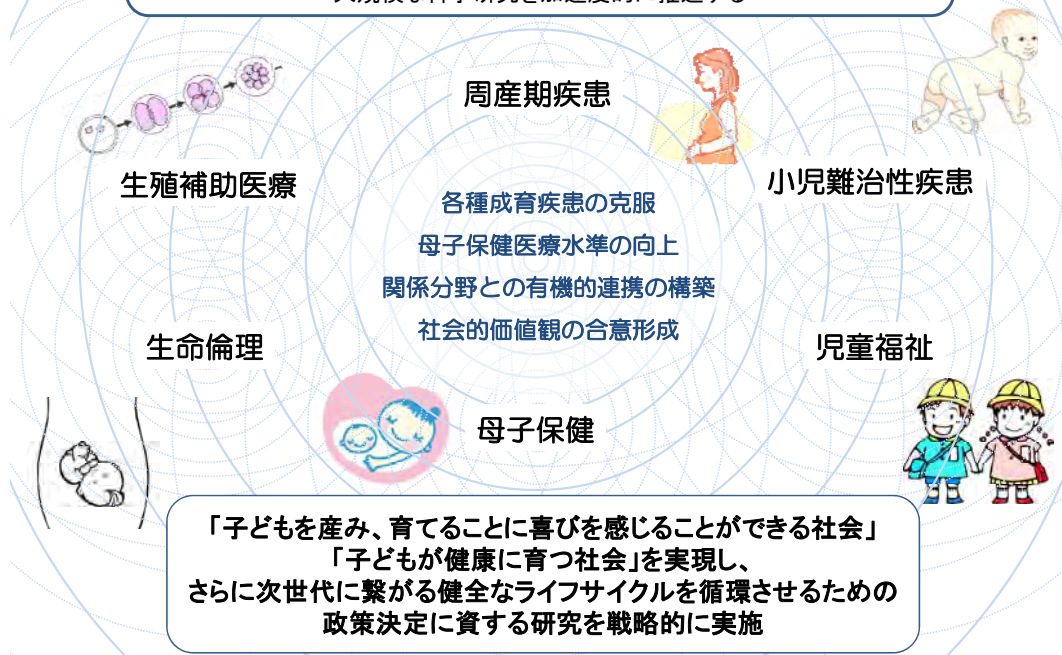 周産期疾患
生殖補助医療
小児難治性疾患
各種成育疾患の克服
母子保健医療水準の向上
関係分野との有機的連携の構築
社会的価値観の合意形成
生命倫理
児童福祉
母子保健
「子どもを産み、育てることに喜びを感じることができる社会」
「子どもが健康に育つ社会」を実現し、
さらに次世代に繋がる健全なライフサイクルを循環させるための
政策決定に資する研究を戦略的に実施